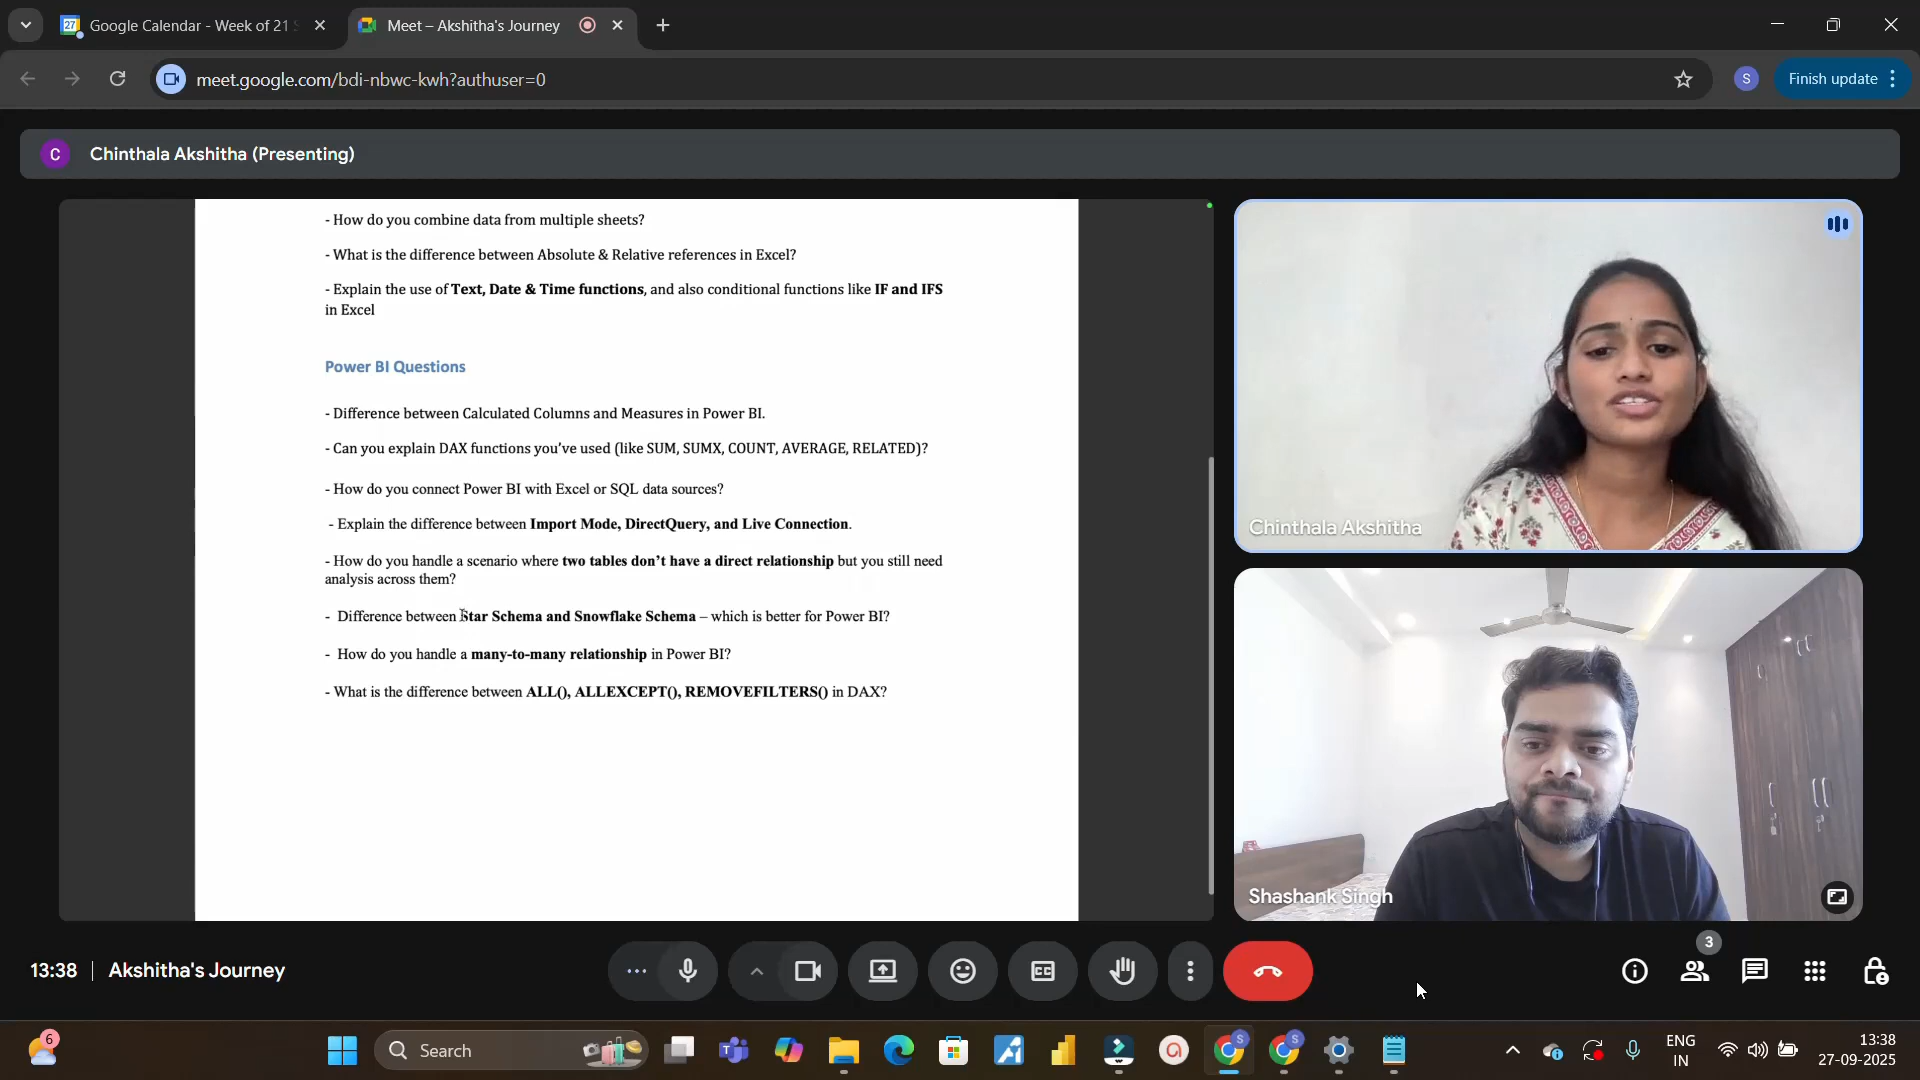 Google Calendar - Week of 21
Meet – Akshitha's Journey
meet.google.com/bdi-nbwc-kwh?authuser=0
S
Finish update
C
Chinthala Akshitha (Presenting)
- How do you combine data from multiple sheets?
- What is the difference between Absolute & Relative references in Excel?
- Explain the use of Text, Date & Time functions, and also conditional functions like IF and IFS
in Excel
Power BI Questions
- Difference between Calculated Columns and Measures in Power BI.
- Can you explain DAX functions you've used (like SUM, SUMX, COUNT, AVERAGE, RELATED)?
- How do you connect Power BI with Excel or SQL data sources?
- Explain the difference between Import Mode, DirectQuery, and Live Connection.
- How do you handle a scenario where two tables don't have a direct relationship but you still need
analysis across them?
- Difference between Star Schema and Snowflake Schema – which is better for Power BI?
- How do you handle a many-to-many relationship in Power BI?
- What is the difference between ALL(), ALLEXCEPT(), REMOVEFILTERS() in DAX?
Chinthala Akshitha
Shashank Singh
13:38 | Akshitha's Journey
3
6
Search
ENG
IN
13:38
27-09-2025